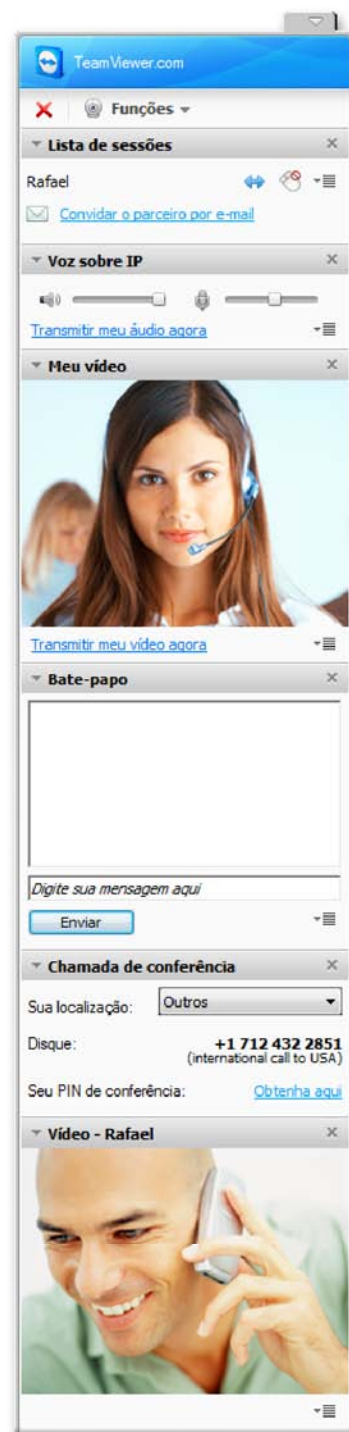 TeamViewer.com
Funções
Lista de sessões
Rafael
Convidar o parceiro por e-mail
Voz sobre IP
Transmitir meu áudio agora
Meu vídeo
Transmitir meu vídeo agora
Bate-papo
Digite sua mensagem aqui
Enviar
Chamada de conferência
Sua localização: Outros
Disque: +1 712 432 2851
(international call to USA)
Seu PIN de conferência: Obtenha aqui
Vídeo - Rafael